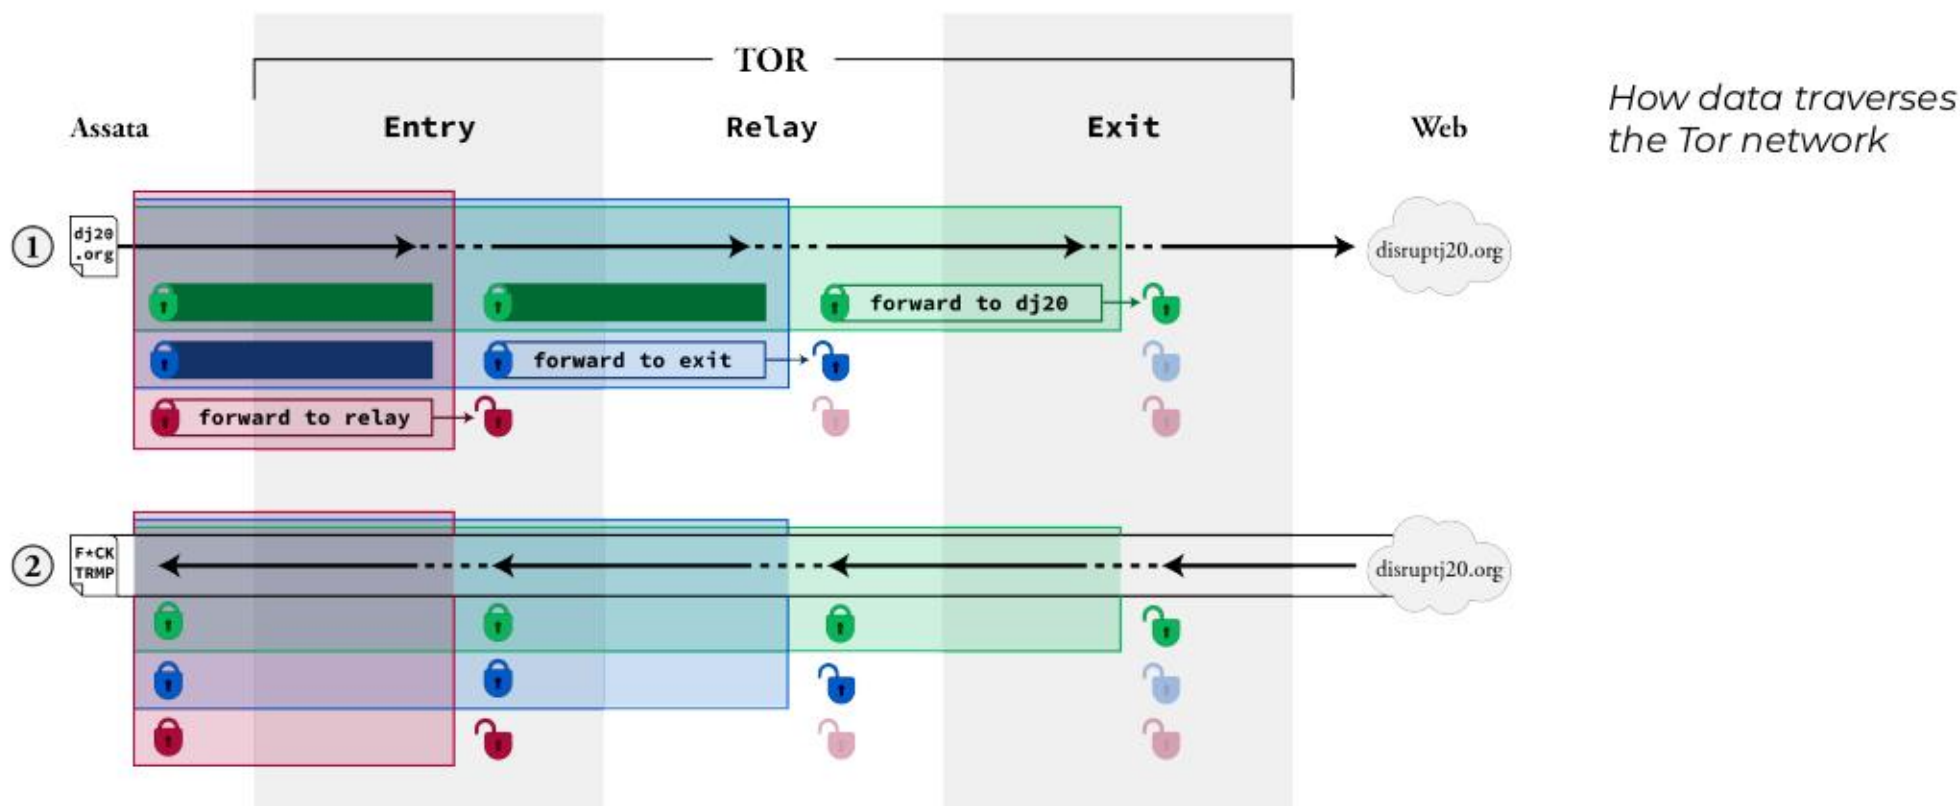 TOR
Assata
Entry
Relay
Exit
Web
How data traverses
the Tor network
1
dj20
.org
disruptj20.org
forward to dj20
forward to exit
forward to relay
2
F*CK
TRMP
disruptj20.org